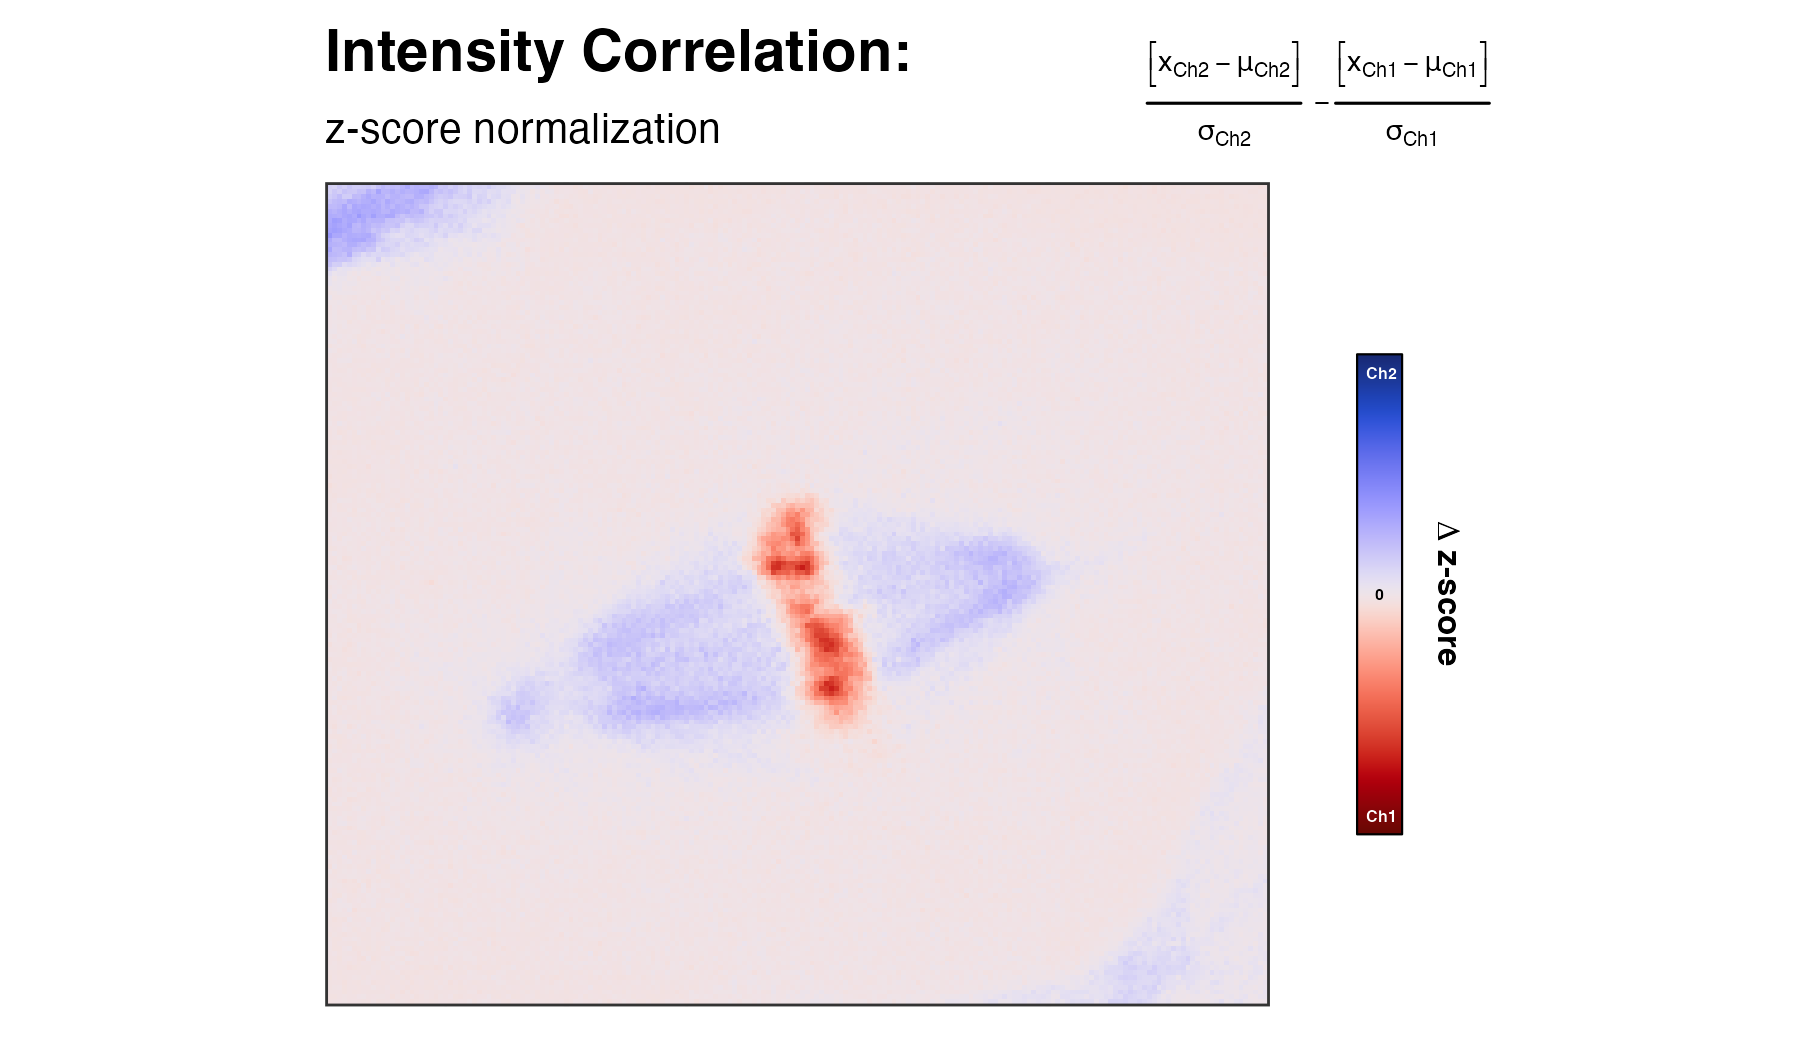 Intensity Correlation:
z-score normalization
[xCh2 – μCh2] [xCh1 – μCh1]
–
σCh2 σCh1
Ch2
0
Ch1
Δ z-score